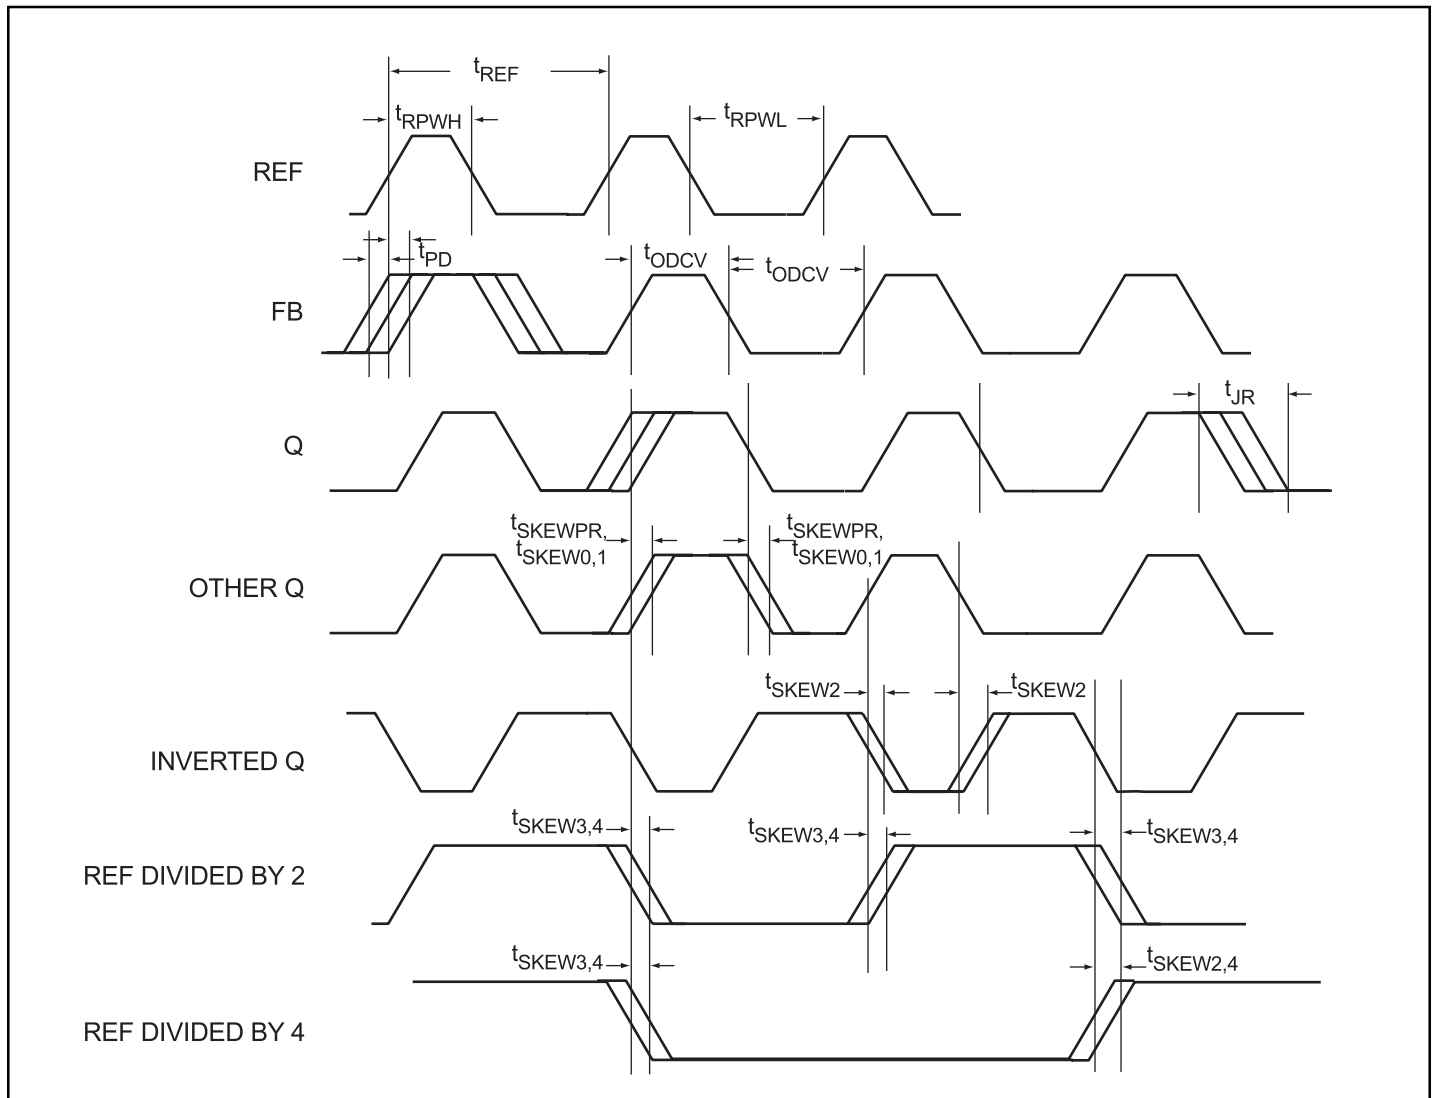 tREF
tRPWH
tRPWL
REF
tPD
tODCV
tODCV
FB
tJR
Q
tSKEWPR,
tSKEW0,1
tSKEWPR,
tSKEW0,1
OTHER Q
tSKEW2
tSKEW2
INVERTED Q
tSKEW3,4
tSKEW3,4
tSKEW3,4
REF DIVIDED BY 2
tSKEW3,4
tSKEW2,4
REF DIVIDED BY 4